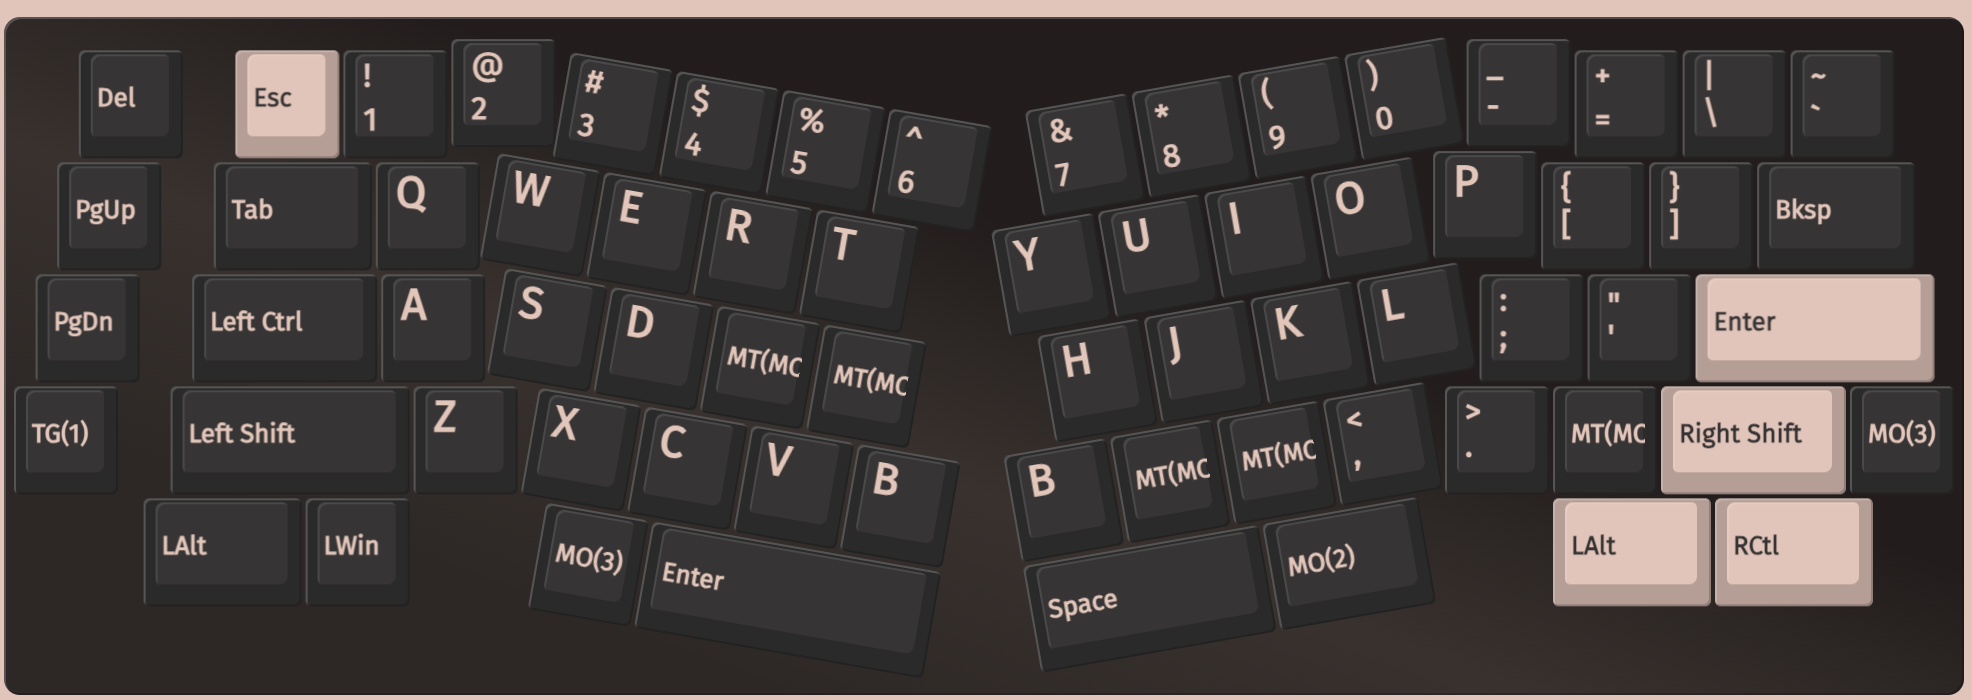 Del Esc ! @ # $ % ^ & * ( ) _ + | ~
1 2 3 4 5 6 7 8 9 0 - = \ `
PgUp Tab Q W E R T Y U I O P { } Bksp
[ ]
PgDn Left Ctrl A S D MT(MC MT(MC H J K L : " Enter
; '
TG(1) Left Shift Z X C V B B MT(MC MT(MC < > MT(MC Right Shift MO(3)
, .
LAlt LWin MO(3) Enter Space MO(2) LAlt RCtl